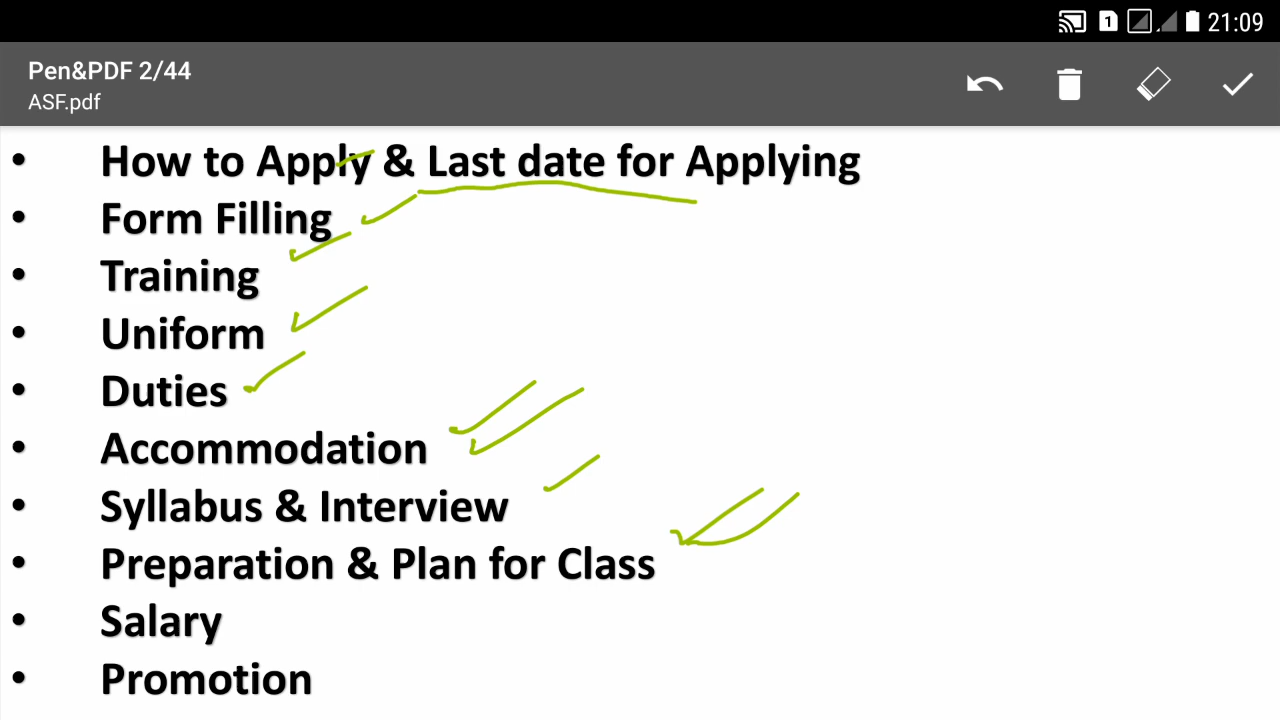 1 21:09
Pen&PDF 2/44
ASF.pdf
• How to Apply & Last date for Applying
• Form Filling
• Training
• Uniform
• Duties
• Accommodation
• Syllabus & Interview
• Preparation & Plan for Class
• Salary
• Promotion